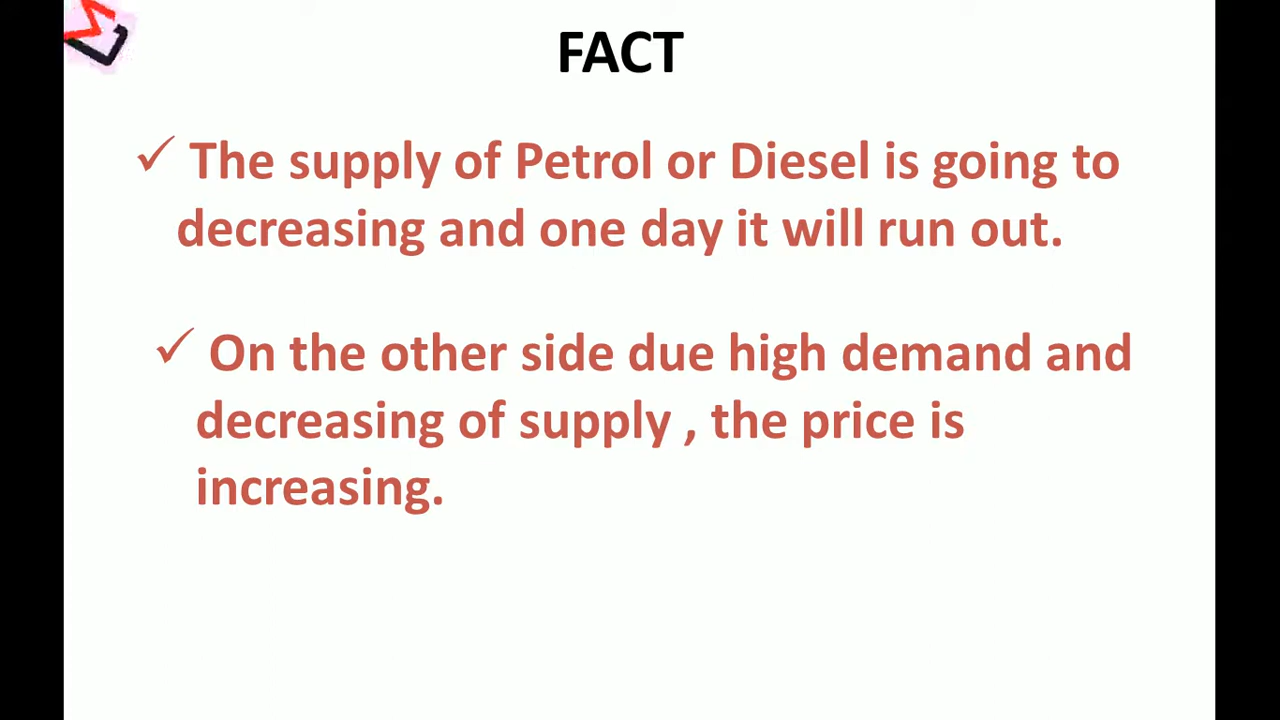 FACT
✓ The supply of Petrol or Diesel is going to
decreasing and one day it will run out.
✓ On the other side due high demand and
decreasing of supply , the price is
increasing.